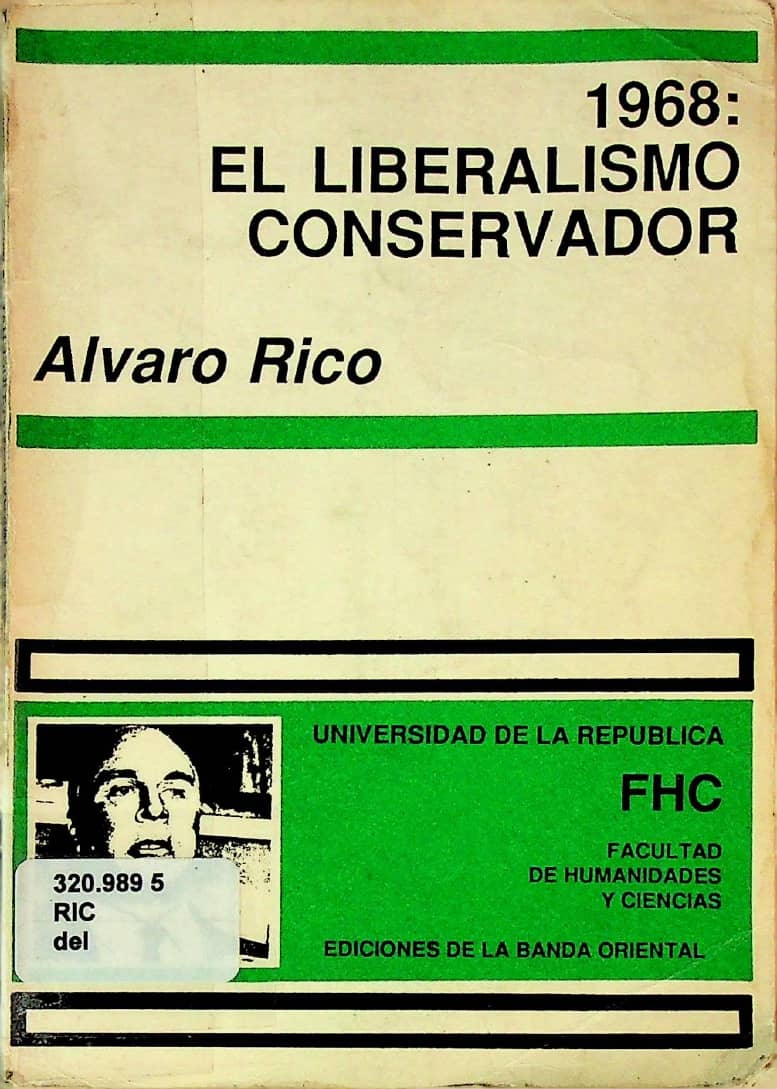 1968:
EL LIBERALISMO
CONSERVADOR
Alvaro Rico
UNIVERSIDAD DE LA REPUBLICA
FHC
FACULTAD
DE HUMANIDADES
Y CIENCIAS
EDICIONES DE LA BANDA ORIENTAL
320.989 5
RIC
del